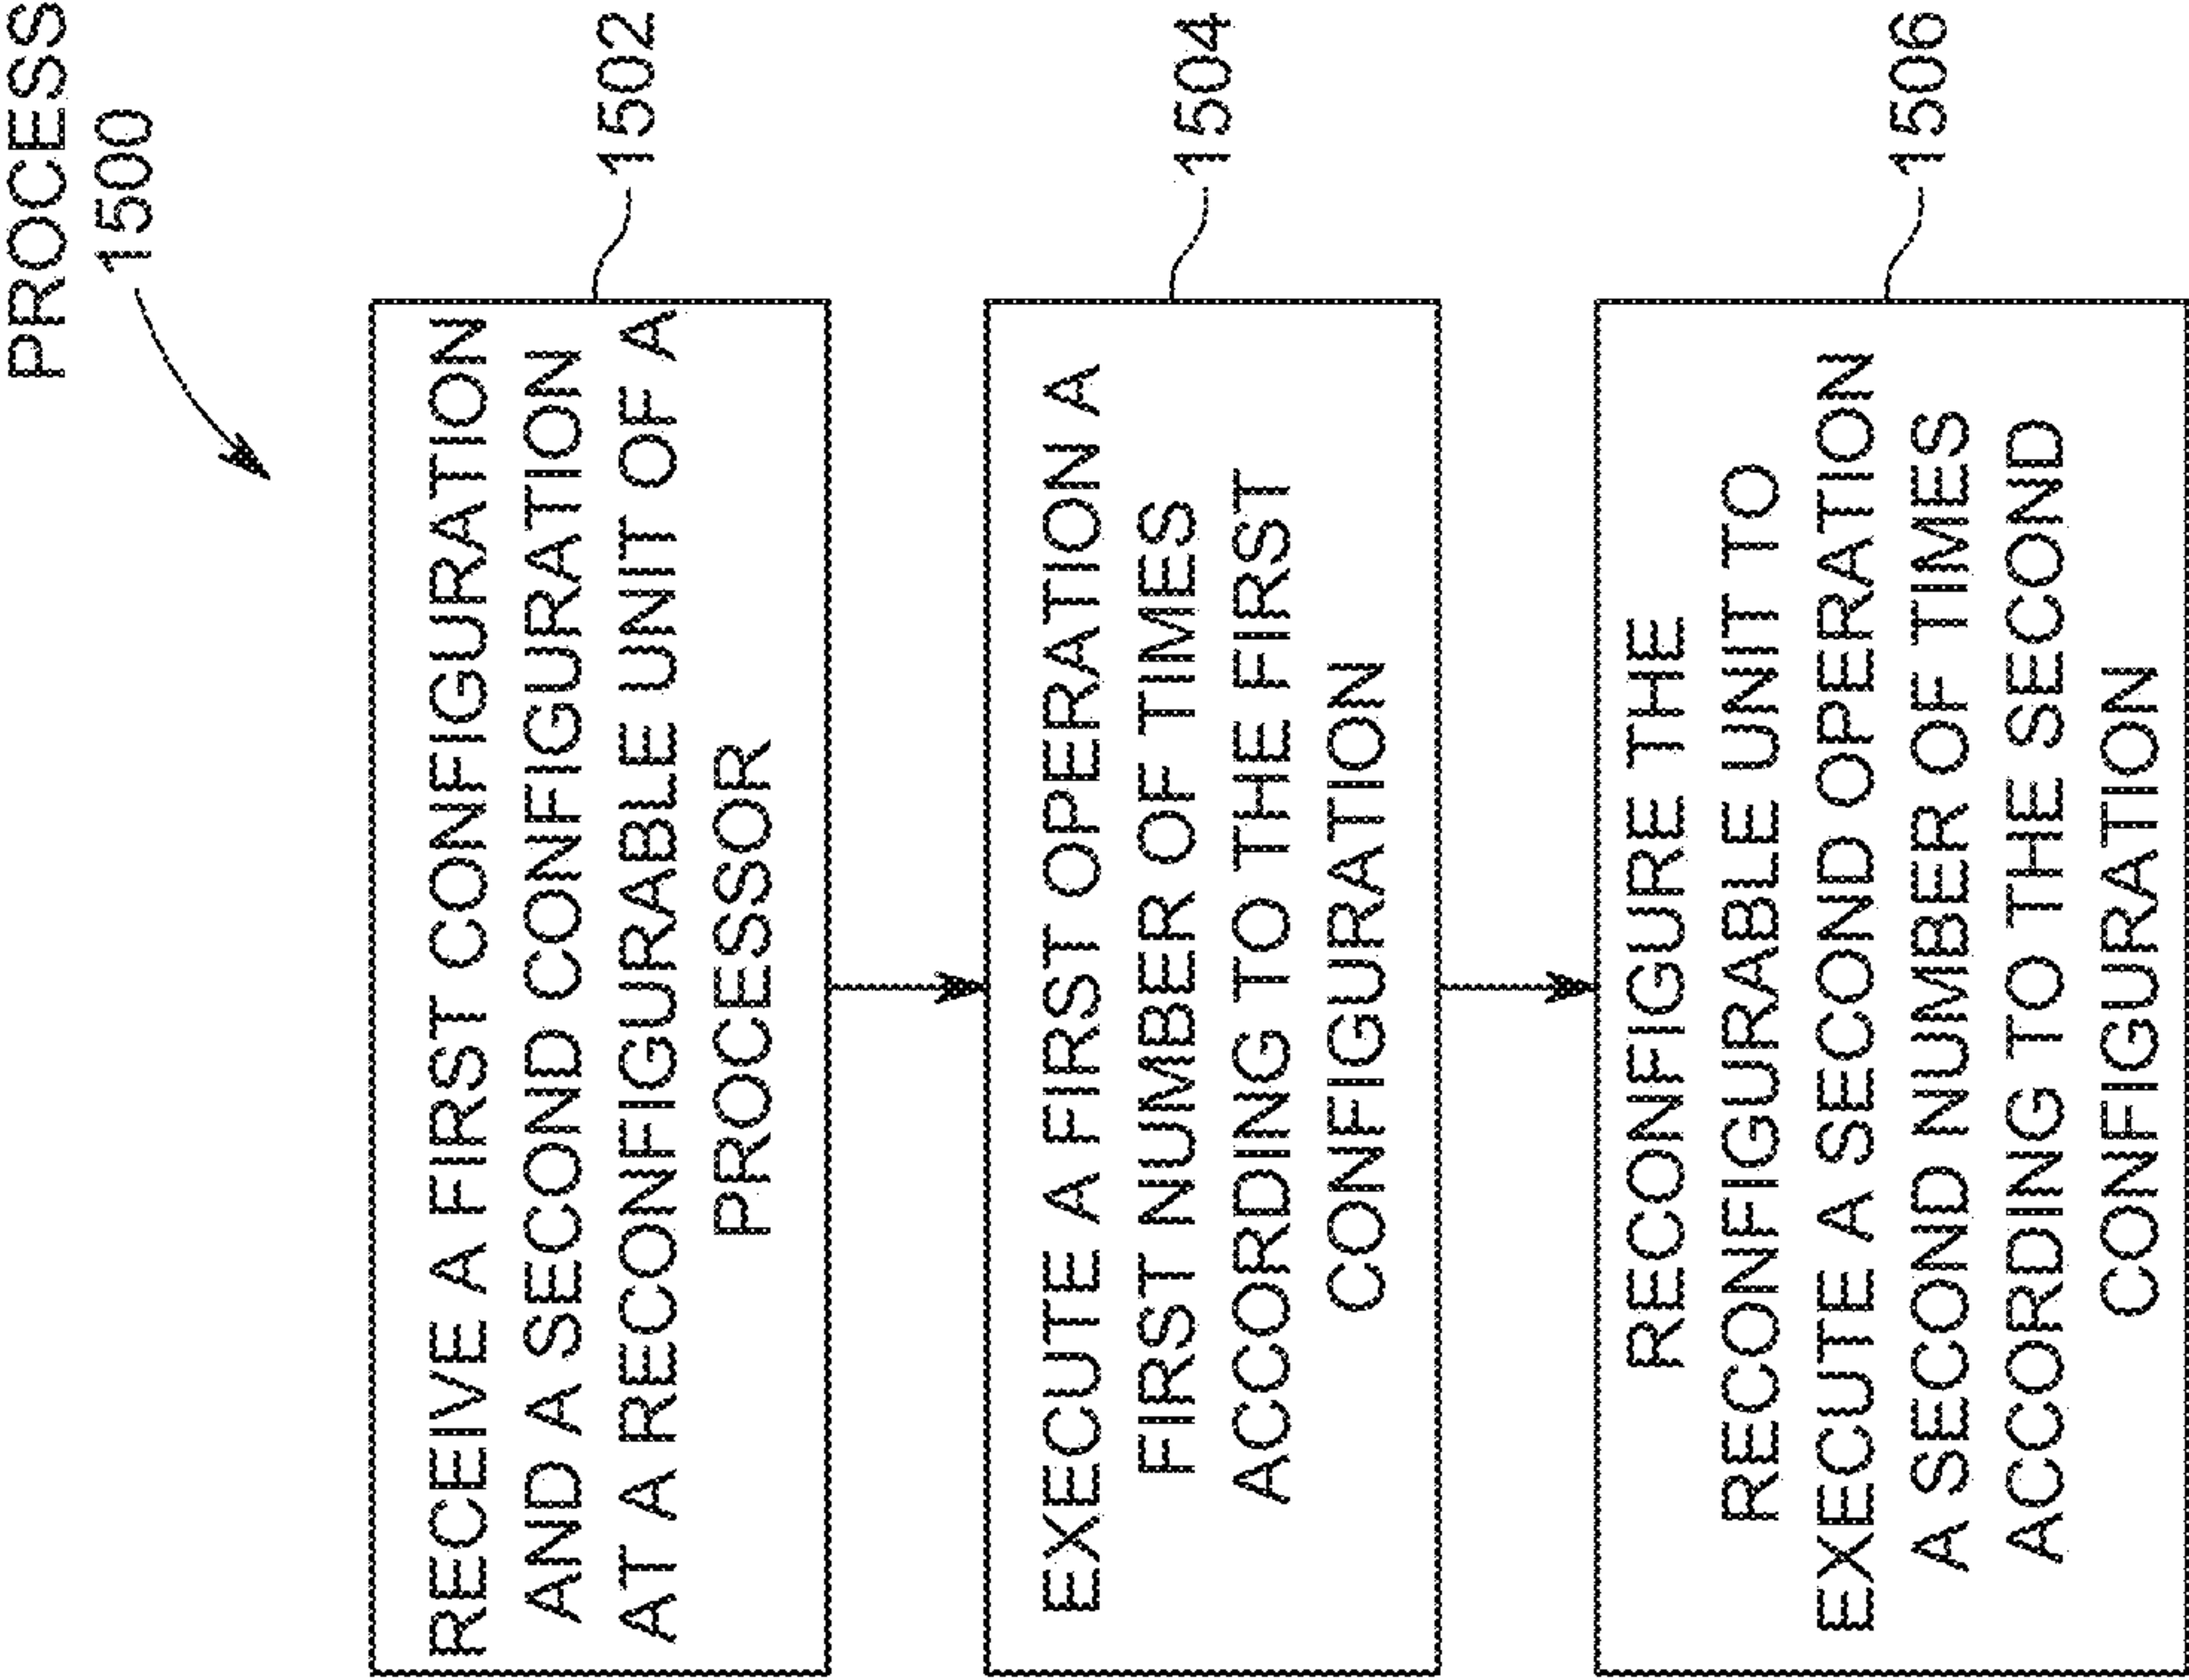 PROCESS
1500
RECEIVE A FIRST CONFIGURATION
AND A SECOND CONFIGURATION
AT A RECONFIGURABLE UNIT OF A
PROCESSOR
1502
EXECUTE A FIRST OPERATION A
FIRST NUMBER OF TIMES
ACCORDING TO THE FIRST
CONFIGURATION
1504
RECONFIGURE THE
RECONFIGURABLE UNIT TO
EXECUTE A SECOND OPERATION
A SECOND NUMBER OF TIMES
ACCORDING TO THE SECOND
CONFIGURATION
1506